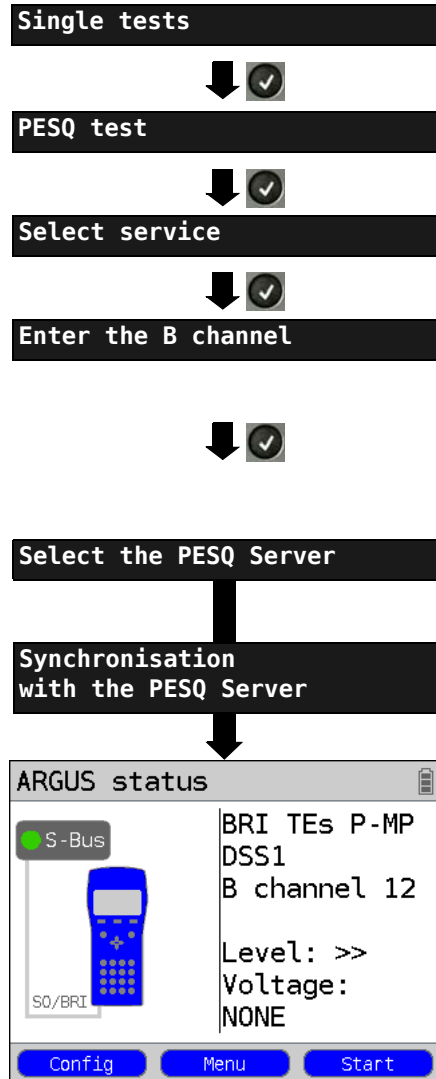 Single tests
PESQ test
Select service
Enter the B channel
Select the PESQ Server
Synchronisation
with the PESQ Server
ARGUS status
S-Bus
S0/BRI
BRI TEs P-MP
DSS1
B channel 12
Level: >>
Voltage:
NONE
Config
Menu
Start